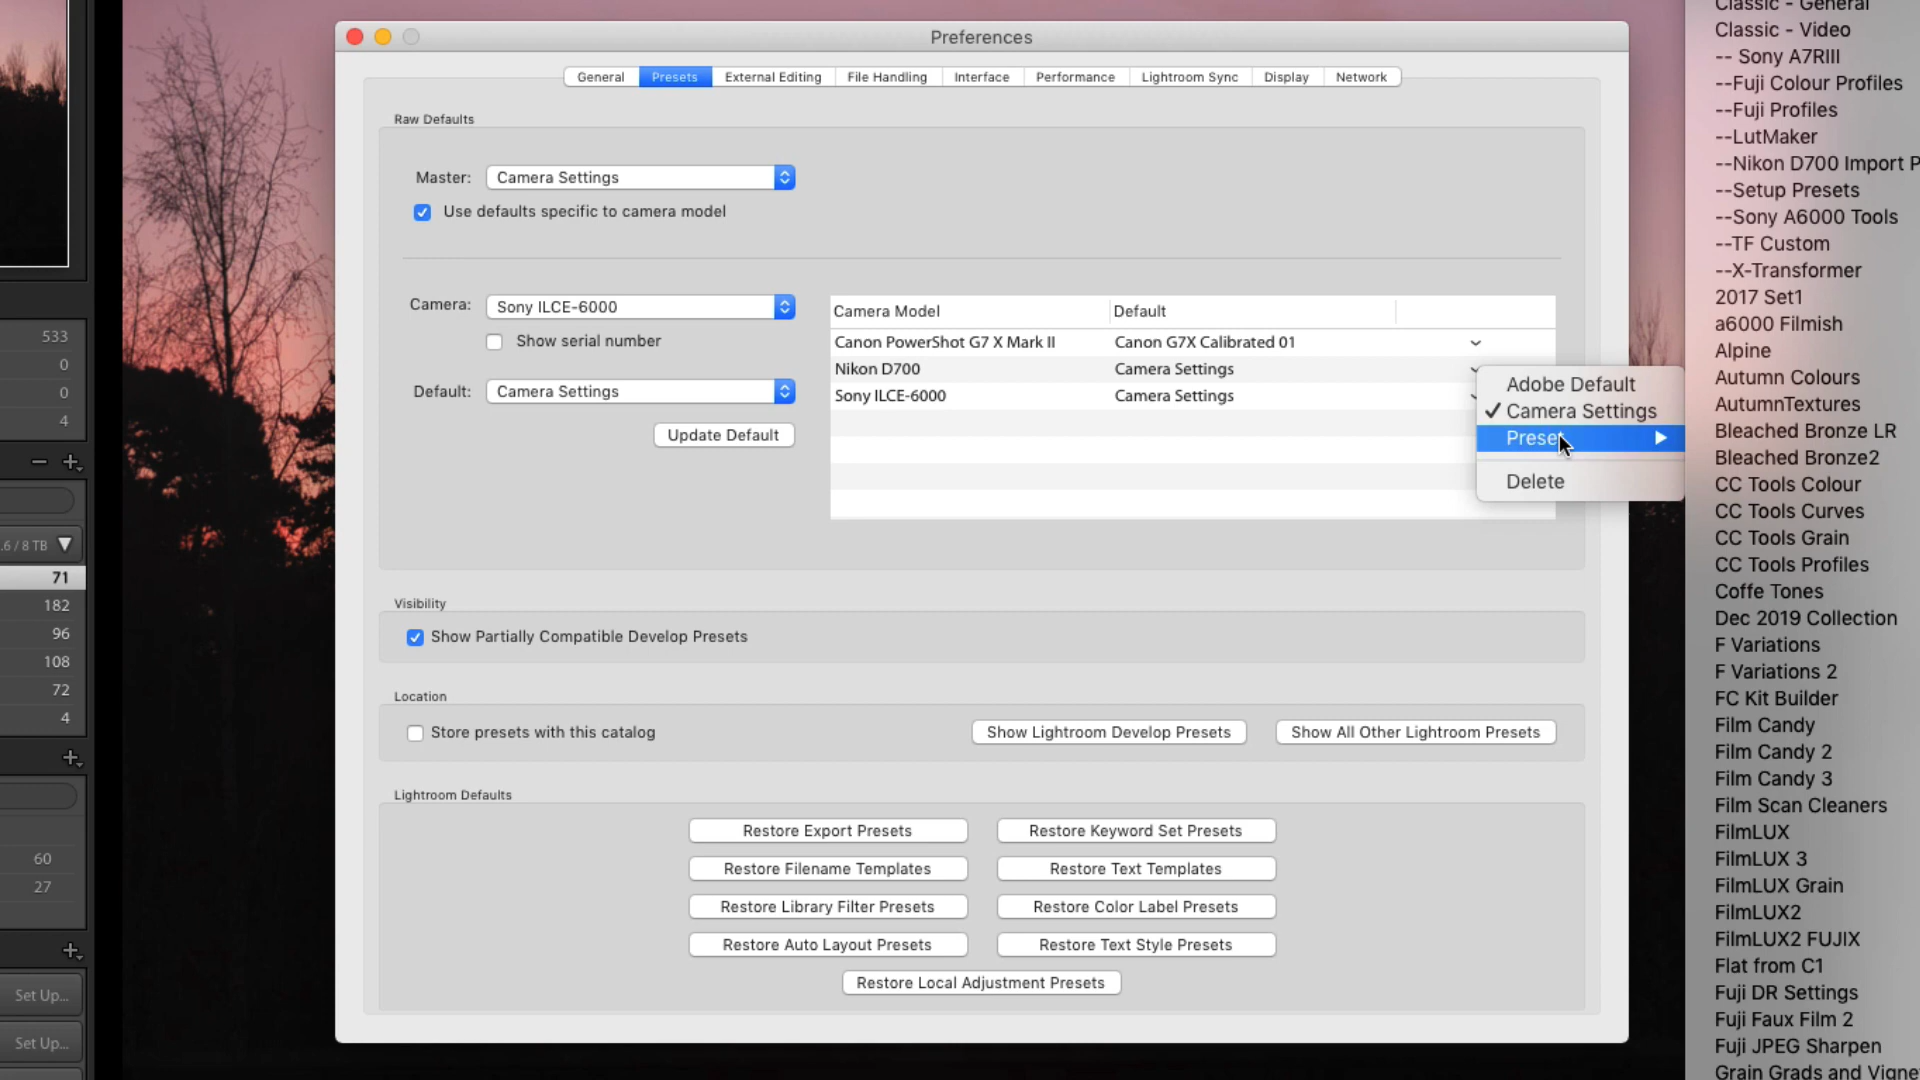 Preferences
General
Presets
External Editing
File Handling
Interface
Performance
Lightroom Sync
Display
Network
Raw Defaults
Master:
Camera Settings
Use defaults specific to camera model
Camera:
Sony ILCE-6000
Show serial number
Default:
Camera Settings
Update Default
Camera Model
Default
Canon PowerShot G7 X Mark II
Canon G7X Calibrated 01
Nikon D700
Camera Settings
Sony ILCE-6000
Camera Settings
Adobe Default
Camera Settings
Preset
Delete
Visibility
Show Partially Compatible Develop Presets
Location
Store presets with this catalog
Show Lightroom Develop Presets
Show All Other Lightroom Presets
Lightroom Defaults
Restore Export Presets
Restore Keyword Set Presets
Restore Filename Templates
Restore Text Templates
Restore Library Filter Presets
Restore Color Label Presets
Restore Auto Layout Presets
Restore Text Style Presets
Restore Local Adjustment Presets
533
0
0
4
.6 / 8 TB
71
182
96
108
72
4
60
27
Set Up...
Set Up...
Classic - General
Classic - Video
-- Sony A7RIII
--Fuji Colour Profiles
--Fuji Profiles
--LutMaker
--Nikon D700 Import P
--Setup Presets
--Sony A6000 Tools
--TF Custom
--X-Transformer
2017 Set1
a6000 Filmish
Alpine
Autumn Colours
AutumnTextures
Bleached Bronze LR
Bleached Bronze2
CC Tools Colour
CC Tools Curves
CC Tools Grain
CC Tools Profiles
Coffe Tones
Dec 2019 Collection
F Variations
F Variations 2
FC Kit Builder
Film Candy
Film Candy 2
Film Candy 3
Film Scan Cleaners
FilmLUX
FilmLUX 3
FilmLUX Grain
FilmLUX2
FilmLUX2 FUJIX
Flat from C1
Fuji DR Settings
Fuji Faux Film 2
Fuji JPEG Sharpen
Grain Grads and Vigne